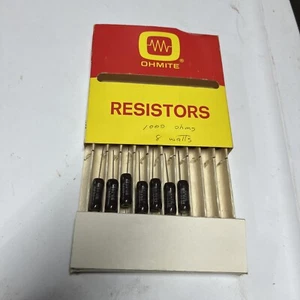 OHMITE®
RESISTORS
1000 ohms
8 watts